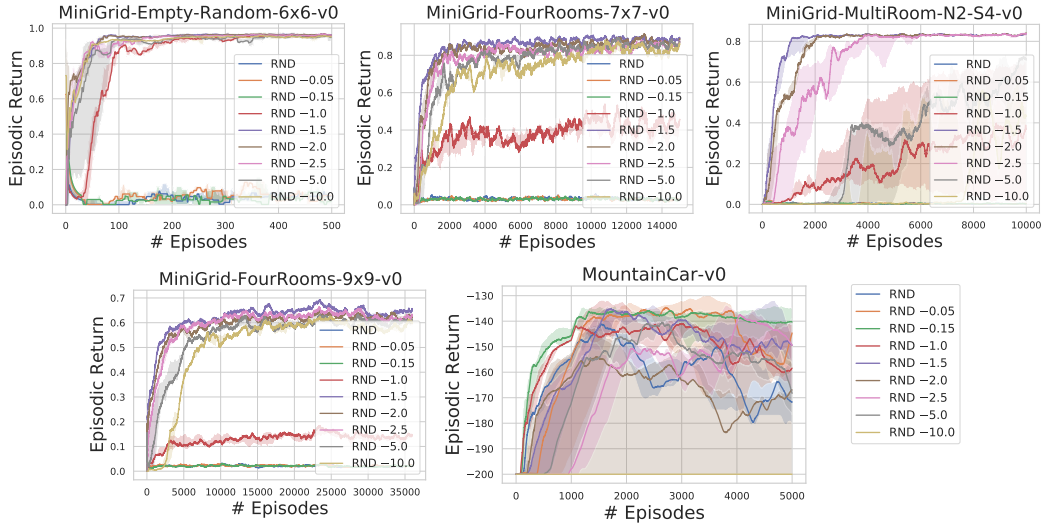 MiniGrid-Empty-Random-6x6-v0
1.0
0.8
0.6
0.4
0.2
0.0
Episodic Return
0
100
200
300
400
500
# Episodes
RND
RND −0.05
RND −0.15
RND −1.0
RND −1.5
RND −2.0
RND −2.5
RND −5.0
RND −10.0
MiniGrid-FourRooms-7x7-v0
1.0
0.8
0.6
0.4
0.2
0.0
Episodic Return
0
2000
4000
6000
8000
10000
12000
14000
# Episodes
RND
RND −0.05
RND −0.15
RND −1.0
RND −1.5
RND −2.0
RND −2.5
RND −5.0
RND −10.0
MiniGrid-MultiRoom-N2-S4-v0
0.8
0.6
0.4
0.2
0.0
Episodic Return
0
2000
4000
6000
8000
10000
# Episodes
RND
RND −0.05
RND −0.15
RND −1.0
RND −1.5
RND −2.0
RND −2.5
RND −5.0
RND −10.0
MiniGrid-FourRooms-9x9-v0
0.7
0.6
0.5
0.4
0.3
0.2
0.1
0.0
Episodic Return
0
5000
10000
15000
20000
25000
30000
35000
# Episodes
RND
RND −0.05
RND −0.15
RND −1.0
RND −1.5
RND −2.0
RND −2.5
RND −5.0
RND −10.0
MountainCar-v0
−130
−140
−150
−160
−170
−180
−190
−200
Episodic Return
0
1000
2000
3000
4000
5000
# Episodes
RND
RND −0.05
RND −0.15
RND −1.0
RND −1.5
RND −2.0
RND −2.5
RND −5.0
RND −10.0